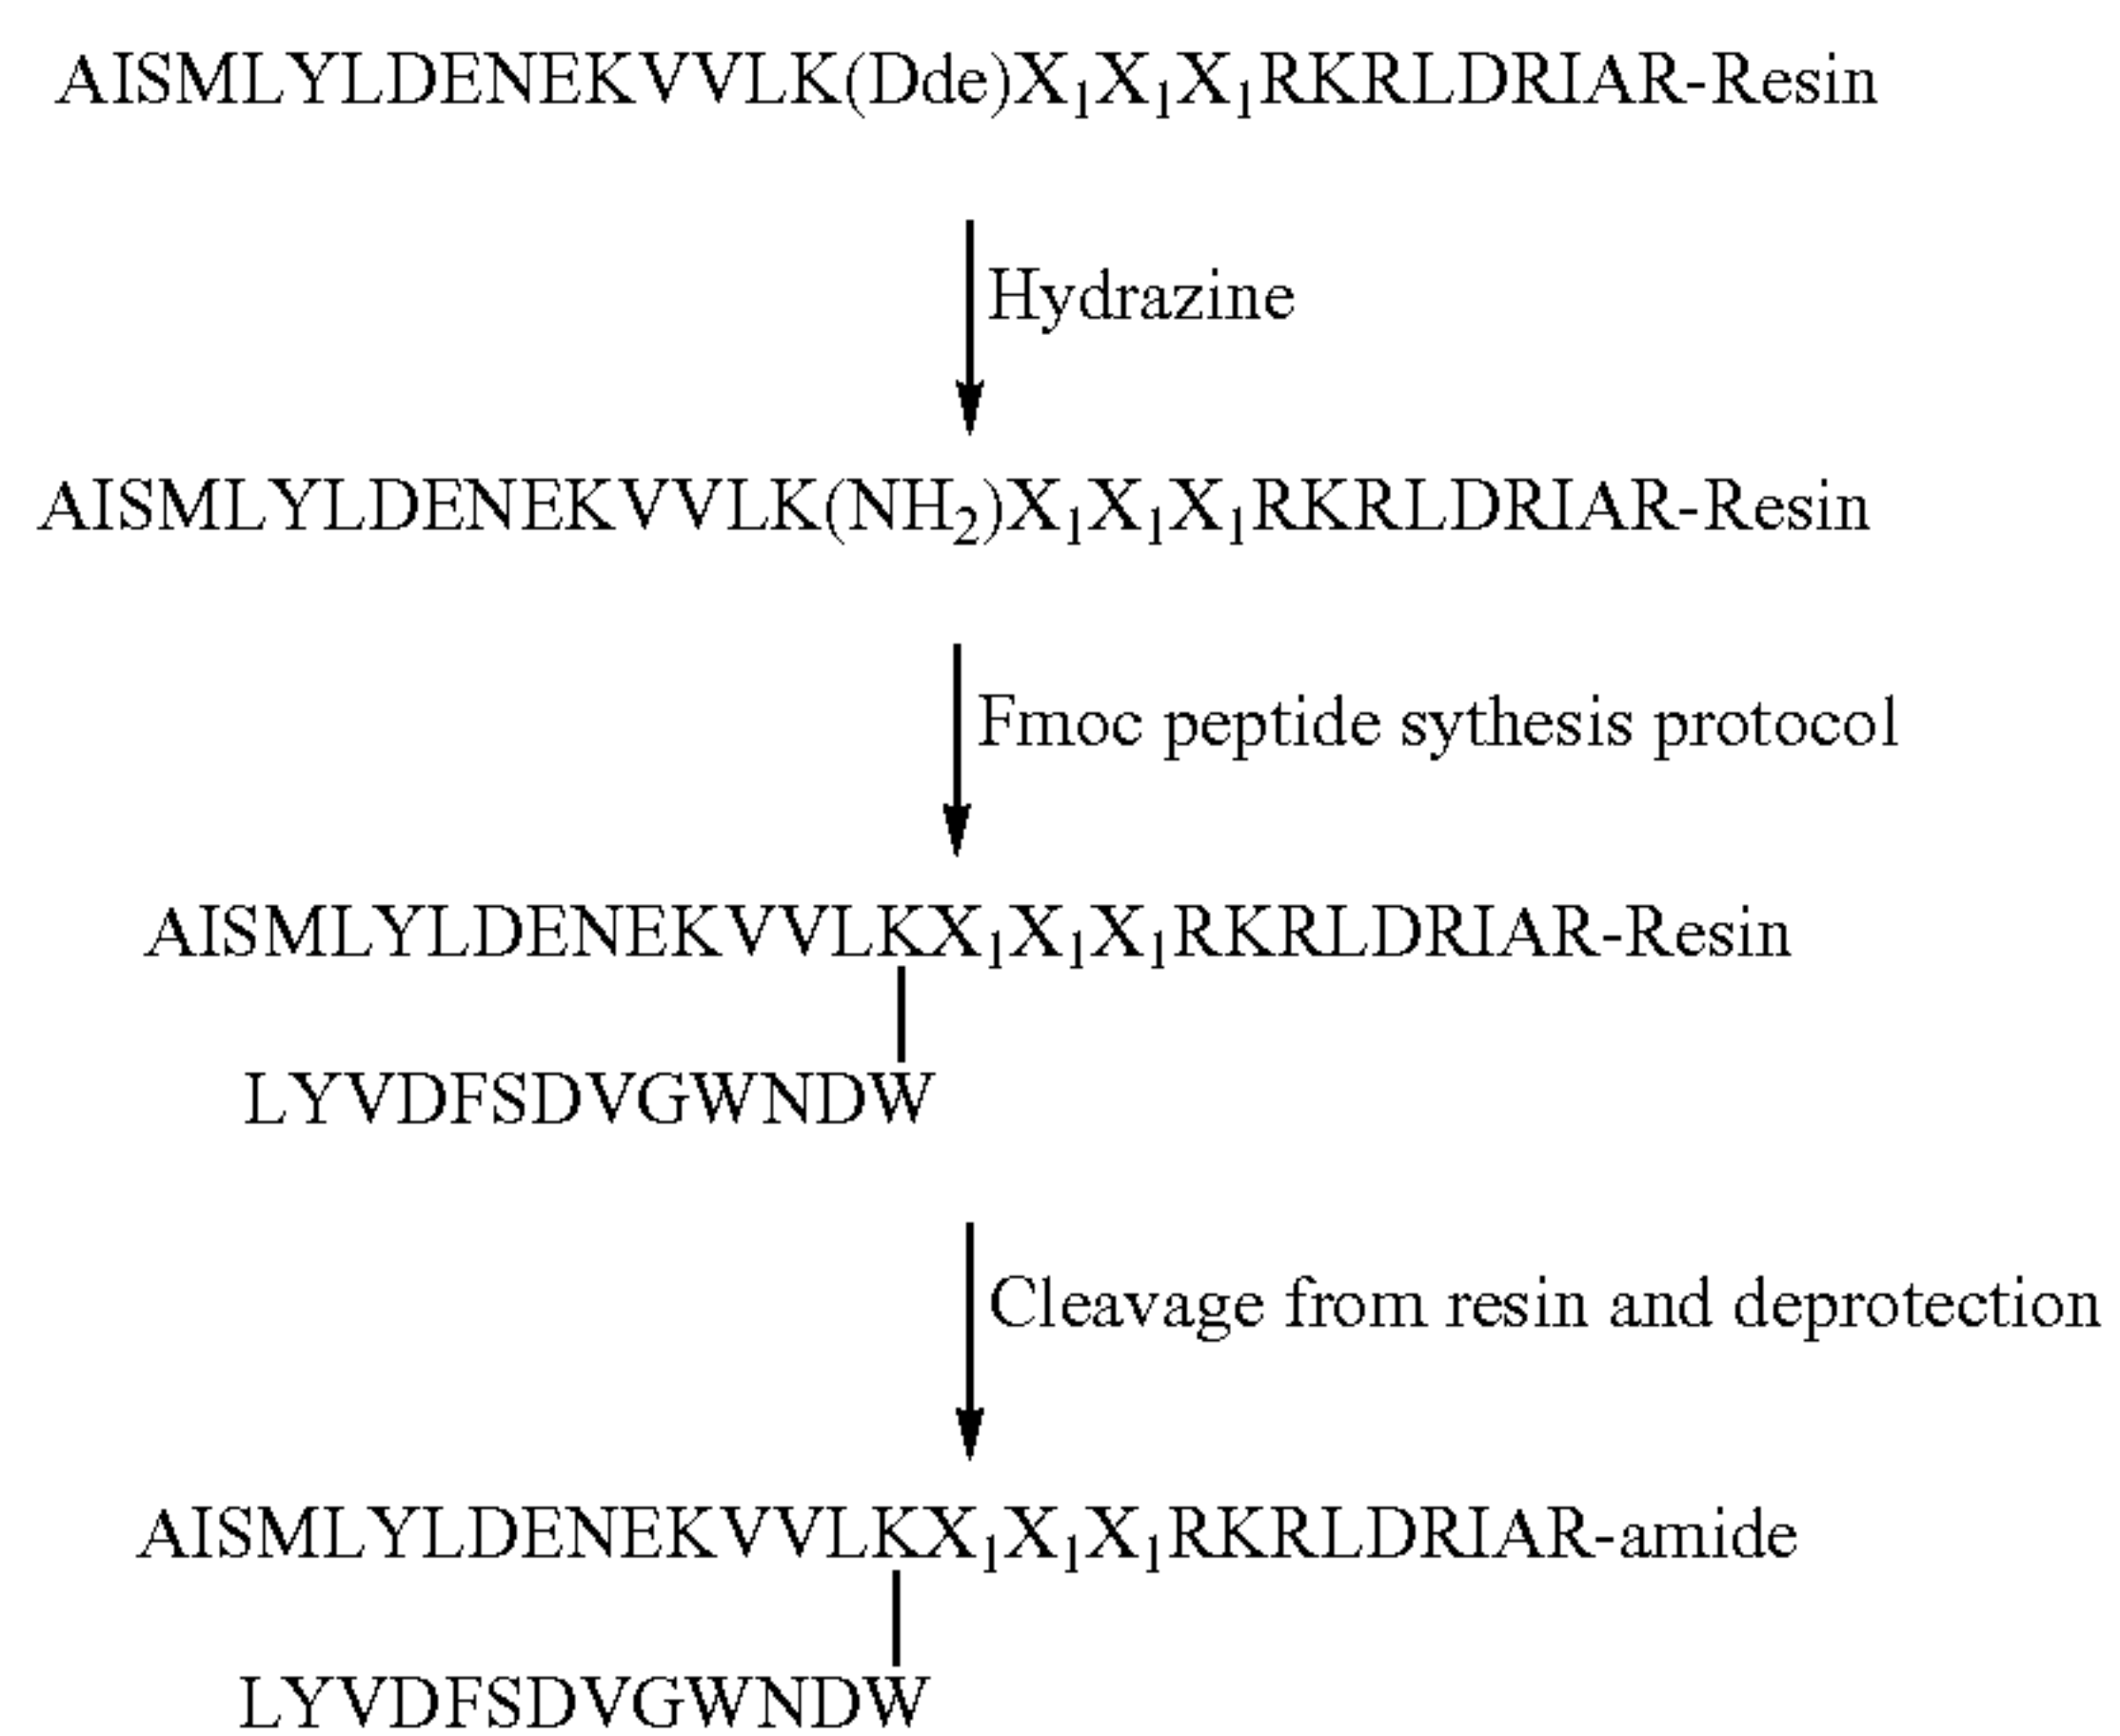 AISMLYLDENEKVVLK(Dde)X₁X₁X₁RKRLDRIAR-Resin
Hydrazine
AISMLYLDENEKVVLK(NH₂)X₁X₁X₁RKRLDRIAR-Resin
Fmoc peptide sythesis protocol
AISMLYLDENEKVVLKX₁X₁X₁RKRLDRIAR-Resin
LYVDFSDVGWNDW
Cleavage from resin and deprotection
AISMLYLDENEKVVLKX₁X₁X₁RKRLDRIAR-amide
LYVDFSDVGWNDW